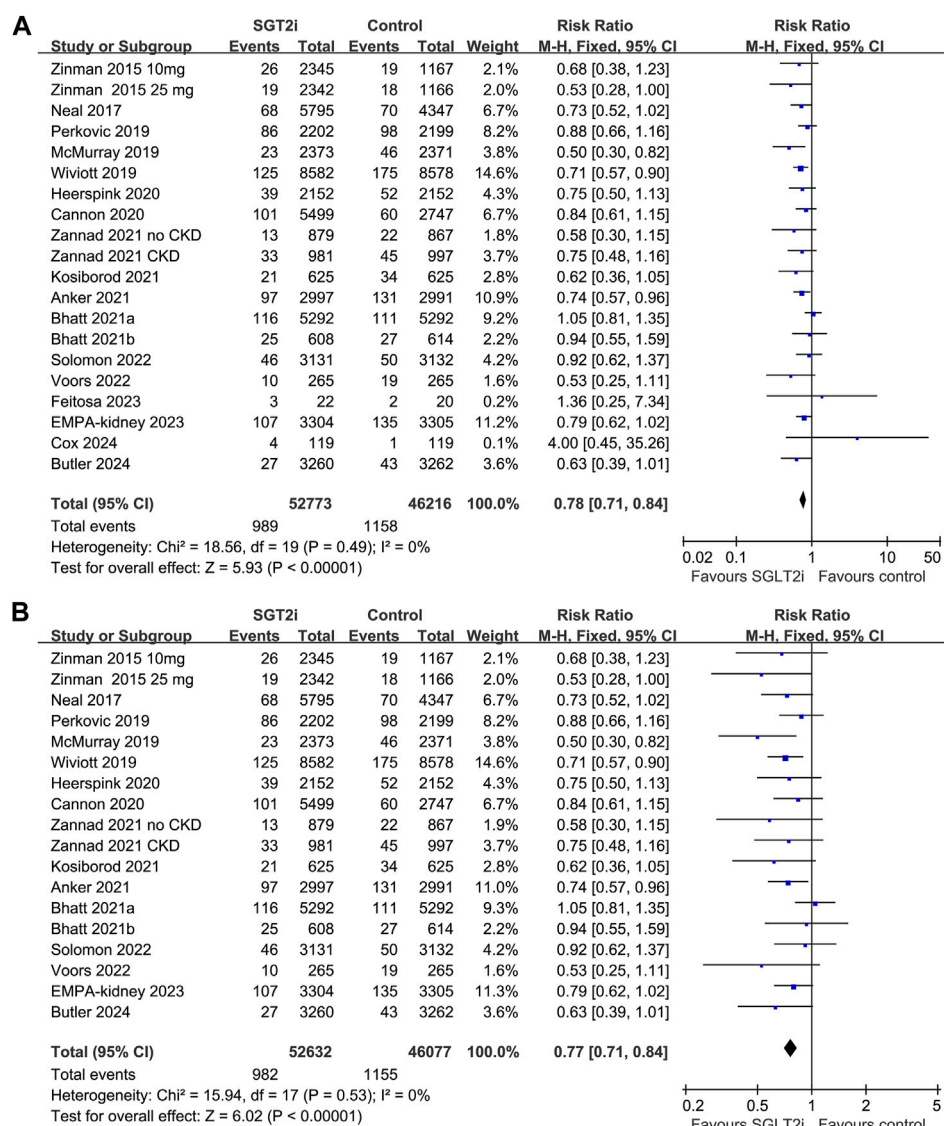 A
SGT2i Control Risk Ratio Risk Ratio
Study or Subgroup Events Total Events Total Weight M-H, Fixed, 95% CI M-H, Fixed, 95% CI
Zinman 2015 10mg 26 2345 19 1167 2.1% 0.68 [0.38, 1.23]
Zinman 2015 25 mg 19 2342 18 1166 2.0% 0.53 [0.28, 1.00]
Neal 2017 68 5795 70 4347 7.1% 0.73 [0.52, 1.02]
Perkovic 2019 86 2202 98 2199 8.2% 0.88 [0.66, 1.16]
McMurray 2019 23 2373 46 2371 3.8% 0.50 [0.30, 0.82]
Wiviott 2019 125 8582 175 8578 14.6% 0.71 [0.57, 0.90]
Heerspink 2020 39 2152 52 2152 4.3% 0.75 [0.50, 1.13]
Cannon 2020 101 5499 60 2747 6.7% 0.84 [0.61, 1.15]
Zannad 2021 no CKD 13 879 22 867 1.8% 0.58 [0.30, 1.15]
Zannad 2021 CKD 33 981 45 997 3.7% 0.75 [0.48, 1.16]
Kosiborod 2021 21 625 34 625 2.8% 0.62 [0.36, 1.05]
Anker 2021 97 2997 131 2991 10.9% 0.74 [0.57, 0.96]
Bhatt 2021a 116 5292 111 5292 9.2% 1.05 [0.81, 1.35]
Bhatt 2021b 25 608 27 614 2.2% 0.94 [0.55, 1.59]
Solomon 2022 46 3131 50 3132 4.2% 0.92 [0.62, 1.37]
Voors 2022 10 265 19 265 1.6% 0.53 [0.25, 1.11]
Feitosa 2023 3 22 2 20 0.2% 1.36 [0.25, 7.34]
EMPA-kidney 2023 107 3304 135 3305 11.2% 0.79 [0.62, 1.02]
Cox 2024 4 119 1 119 0.1% 4.00 [0.45, 35.26]
Butler 2024 27 3260 43 3262 3.6% 0.63 [0.39, 1.01]
Total (95% CI) 52773 46216 100.0% 0.78 [0.71, 0.84]
Total events 989 1158
Heterogeneity: Chi² = 18.56, df = 19 (P = 0.49); I² = 0%
Test for overall effect: Z = 5.93 (P < 0.00001)
0.02 0.1 1 10 50
Favours SGLT2i Favours control
B
SGT2i Control Risk Ratio Risk Ratio
Study or Subgroup Events Total Events Total Weight M-H, Fixed, 95% CI M-H, Fixed, 95% CI
Zinman 2015 10mg 26 2345 19 1167 2.1% 0.68 [0.38, 1.23]
Zinman 2015 25 mg 19 2342 18 1166 2.0% 0.53 [0.28, 1.00]
Neal 2017 68 5795 70 4347 7.1% 0.73 [0.52, 1.02]
Perkovic 2019 86 2202 98 2199 8.2% 0.88 [0.66, 1.16]
McMurray 2019 23 2373 46 2371 3.8% 0.50 [0.30, 0.82]
Wiviott 2019 125 8582 175 8578 14.6% 0.71 [0.57, 0.90]
Heerspink 2020 39 2152 52 2152 4.3% 0.75 [0.50, 1.13]
Cannon 2020 101 5499 60 2747 6.7% 0.84 [0.61, 1.15]
Zannad 2021 no CKD 13 879 22 867 1.9% 0.58 [0.30, 1.15]
Zannad 2021 CKD 33 981 45 997 3.7% 0.75 [0.48, 1.16]
Kosiborod 2021 21 625 34 625 2.8% 0.62 [0.36, 1.05]
Anker 2021 97 2997 131 2991 11.0% 0.74 [0.57, 0.96]
Bhatt 2021a 116 5292 111 5292 9.3% 1.05 [0.81, 1.35]
Bhatt 2021b 25 608 27 614 2.2% 0.94 [0.55, 1.59]
Solomon 2022 46 3131 50 3132 4.2% 0.92 [0.62, 1.37]
Voors 2022 10 265 19 265 1.6% 0.53 [0.25, 1.11]
EMPA-kidney 2023 107 3304 135 3305 11.3% 0.79 [0.62, 1.02]
Butler 2024 27 3260 43 3262 3.6% 0.63 [0.39, 1.01]
Total (95% CI) 52632 46077 100.0% 0.77 [0.71, 0.84]
Total events 982 1155
Heterogeneity: Chi² = 15.94, df = 17 (P = 0.53); I² = 0%
Test for overall effect: Z = 6.02 (P < 0.00001)
0.2 0.5 1 2 5
Favours SGLT2i Favours control